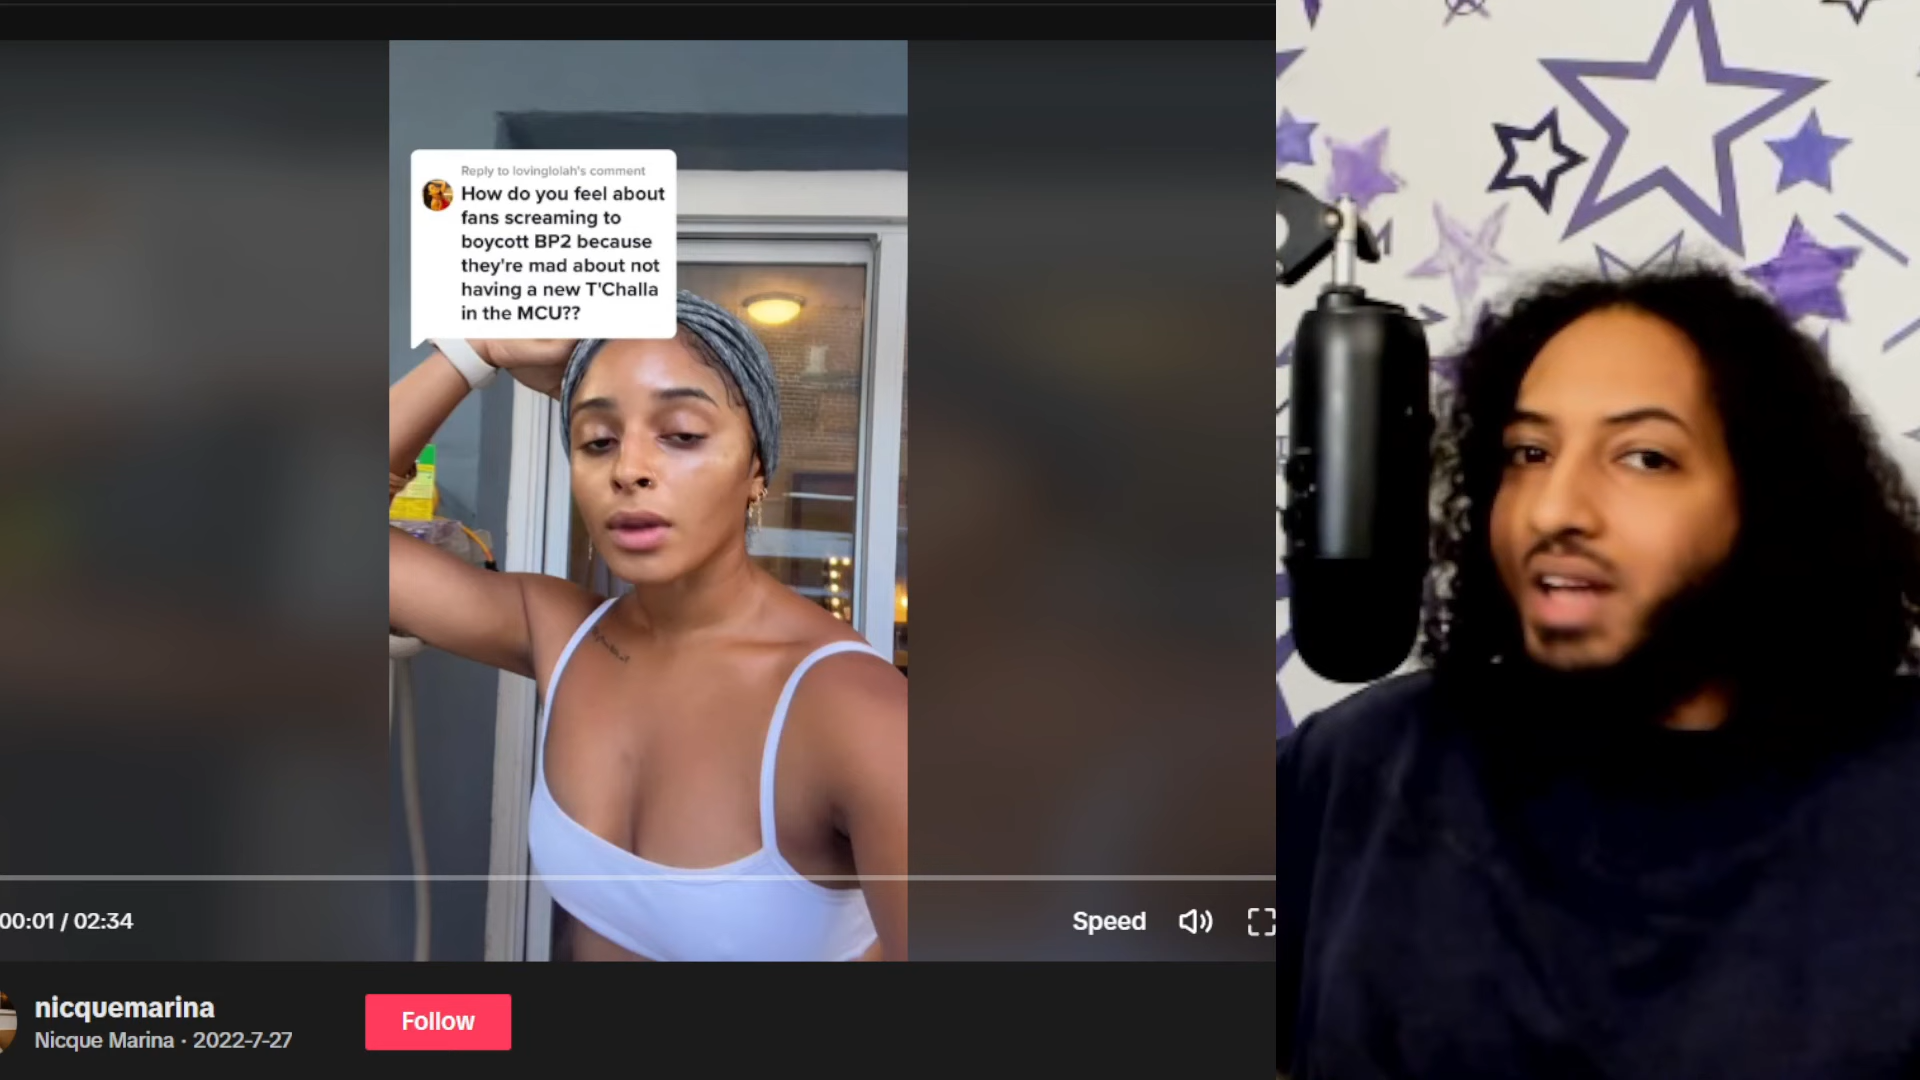 Reply to lovinglolah's comment
How do you feel about
fans screaming to
boycott BP2 because
they're mad about not
having a new T'Challa
in the MCU??
00:01 / 02:34
Speed
nicquemarina
Nicque Marina · 2022-7-27
Follow